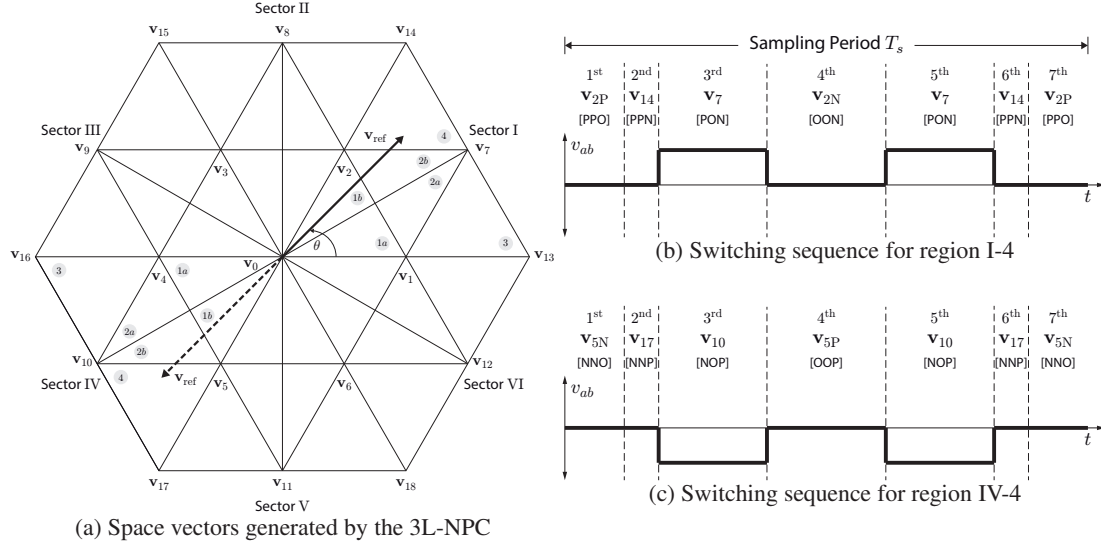 Sector II
v15
v8
v14
Sector III
v9
v3
v2
vref
4
Sector I
v7
2b
2a
1b
1a
3
θ
v16
v4
v0
v1
v13
3
1a
1b
2a
2b
v10
4
Sector IV
vref
v5
v6
v12
Sector VI
v17
v11
v18
Sector V
(a) Space vectors generated by the 3L-NPC
Sampling Period Ts
1st 2nd 3rd 4th 5th 6th 7th
v2P v14 v7 v2N v7 v14 v2P
[PPO] [PPN] [PON] [OON] [PON] [PPN] [PPO]
vab
t
(b) Switching sequence for region I-4
1st 2nd 3rd 4th 5th 6th 7th
v5N v17 v10 v5P v10 v17 v5N
[NNO] [NNP] [NOP] [OOP] [NOP] [NNP] [NNO]
vab
t
(c) Switching sequence for region IV-4